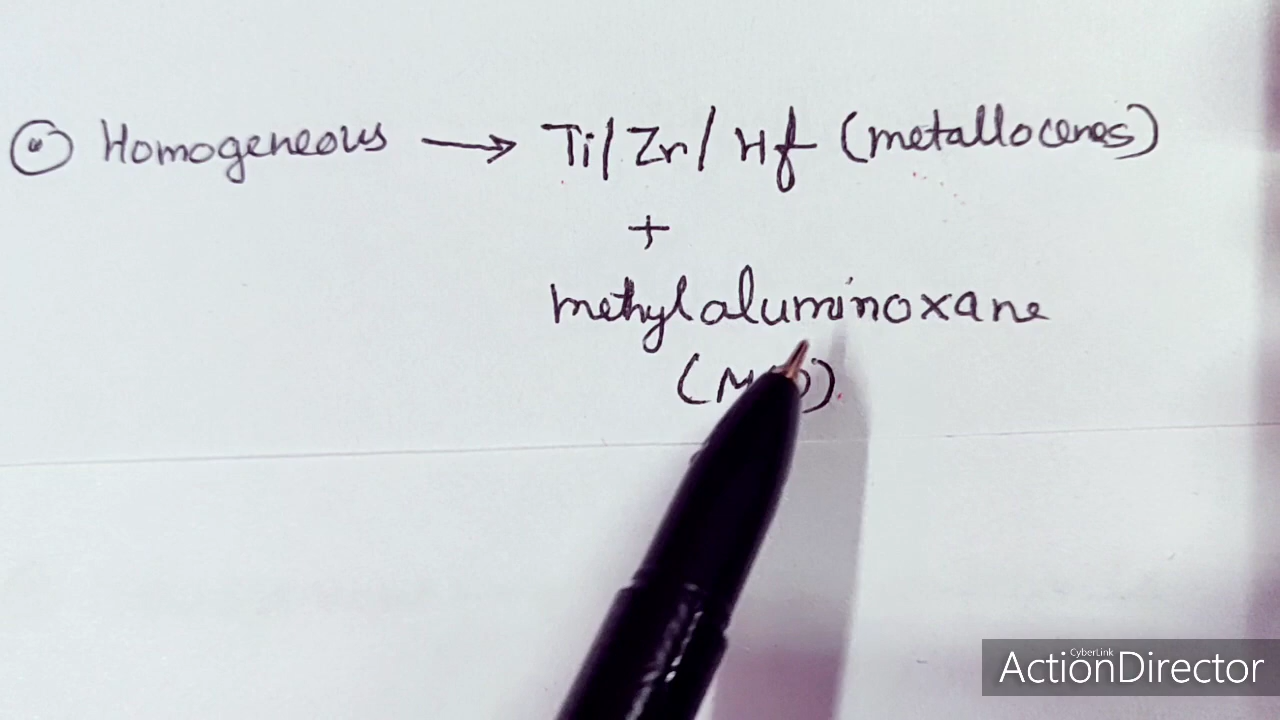 Homogeneous → Ti/Zr/Hf (metallocenes)
+
methylaluminoxane
CyberLink
ActionDirector